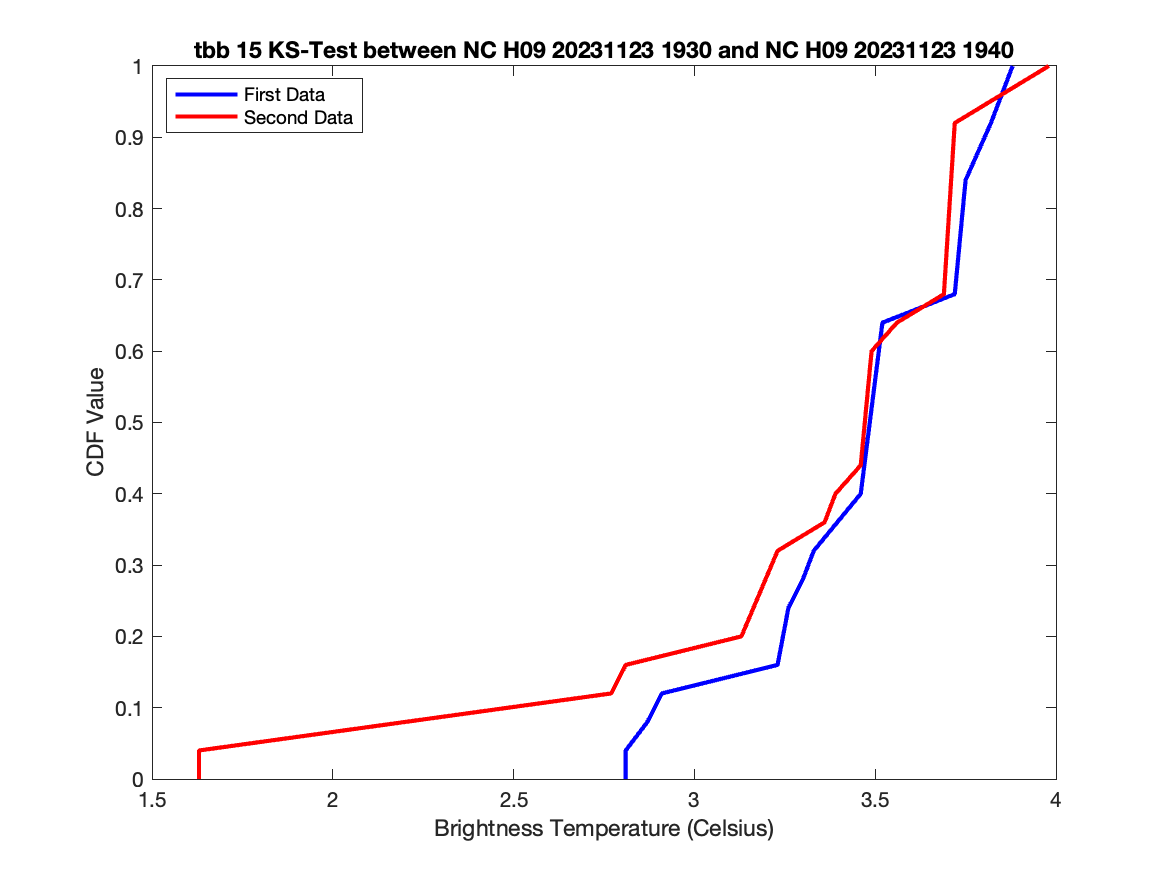 tbb 15 KS-Test between NC H09 20231123 1930 and NC H09 20231123 1940
First Data
Second Data
1
0.9
0.8
0.7
0.6
0.5
0.4
0.3
0.2
0.1
0
CDF Value
1.5 2 2.5 3 3.5 4
Brightness Temperature (Celsius)